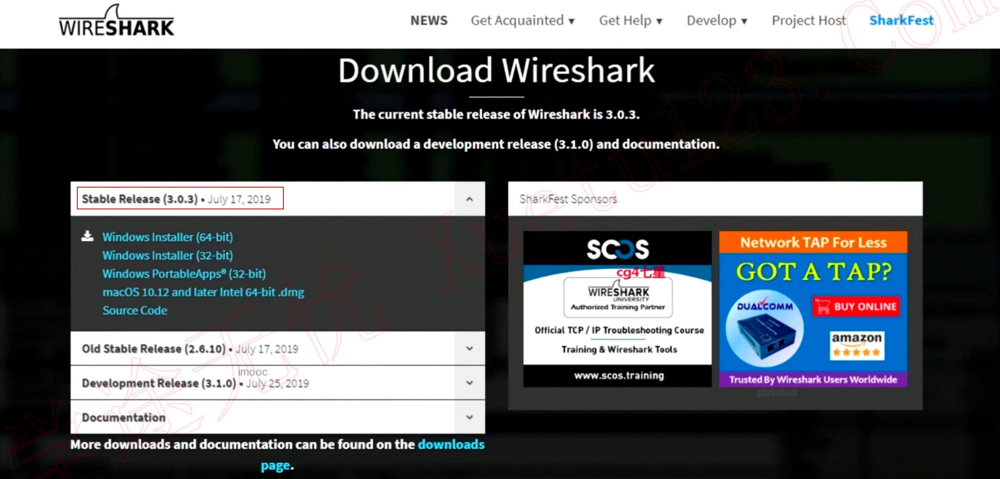 WIRESHARK
NEWS
Get Acquainted ▾
Get Help ▾
Develop ▾
Project Host
SharkFest
Download Wireshark
The current stable release of Wireshark is 3.0.3.
You can also download a development release (3.1.0) and documentation.
Stable Release (3.0.3) • July 17, 2019
Windows Installer (64-bit)
Windows Installer (32-bit)
Windows PortableApps® (32-bit)
macOS 10.12 and later Intel 64-bit .dmg
Source Code
Old Stable Release (2.6.10) • July 17, 2019
imooc
Development Release (3.1.0) • July 25, 2019
Documentation
More downloads and documentation can be found on the downloads
page.
SharkFest Sponsors
SCOS
cg4七星
WIRESHARK
UNIVERSITY
Authorized Training Partner
Official TCP / IP Troubleshooting Course
Training & Wireshark Tools
www.scos.training
Network TAP For Less
GOT A TAP?
DUALCOMM
BUY ONLINE
amazon
Trusted By Wireshark Users Worldwide
pizhihui
学途无忧 Xuetu123.Com